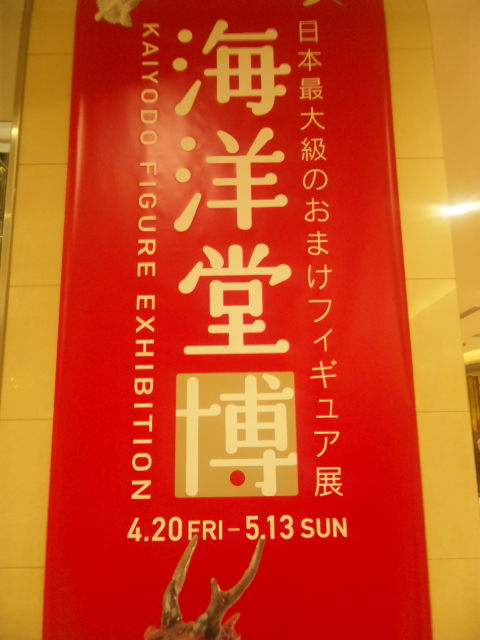 日本最大級のおまけフィギュア展
海洋堂博
KAIYODO FIGURE EXHIBITION
4.20 FRI – 5.13 SUN